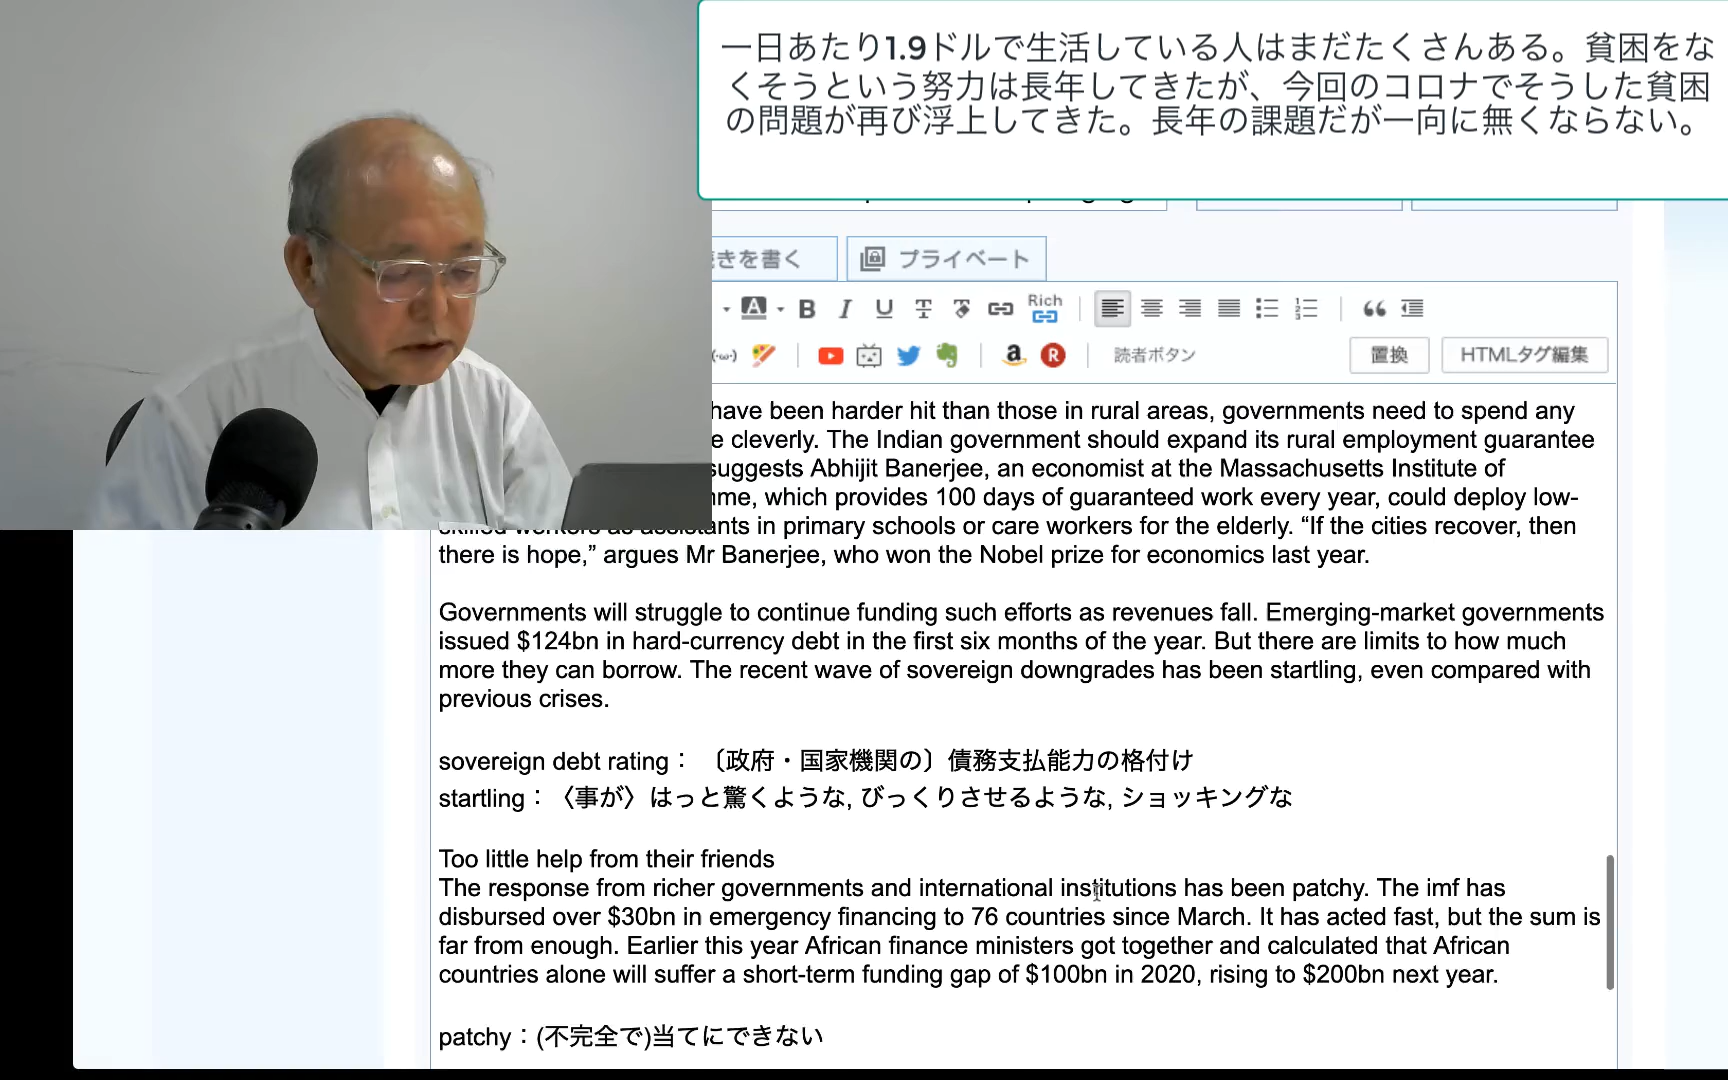 一日あたり1.9ドルで生活している人はまだたくさんある。貧困をな
くそうという努力は長年してきたが、今回のコロナでそうした貧困
の問題が再び浮上してきた。長年の課題だが一向に無くならない。
きを書く
プライベート
A B I U T Rich
置換
HTMLタグ編集
読者ボタン
have been harder hit than those in rural areas, governments need to spend any
e cleverly. The Indian government should expand its rural employment guarantee
suggests Abhijit Banerjee, an economist at the Massachusetts Institute of
me, which provides 100 days of guaranteed work every year, could deploy low-
ants in primary schools or care workers for the elderly. “If the cities recover, then
there is hope,” argues Mr Banerjee, who won the Nobel prize for economics last year.
Governments will struggle to continue funding such efforts as revenues fall. Emerging-market governments
issued $124bn in hard-currency debt in the first six months of the year. But there are limits to how much
more they can borrow. The recent wave of sovereign downgrades has been startling, even compared with
previous crises.
sovereign debt rating： 〔政府・国家機関の〕債務支払能力の格付け
startling：〈事が〉はっと驚くような, びっくりさせるような, ショッキングな
Too little help from their friends
The response from richer governments and international institutions has been patchy. The imf has
disbursed over $30bn in emergency financing to 76 countries since March. It has acted fast, but the sum is
far from enough. Earlier this year African finance ministers got together and calculated that African
countries alone will suffer a short-term funding gap of $100bn in 2020, rising to $200bn next year.
patchy：(不完全で)当てにできない